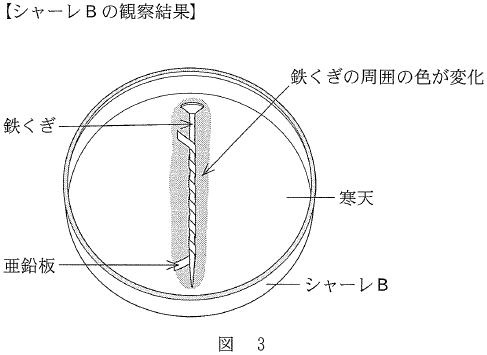 【シャーレBの観察結果】
鉄くぎの周囲の色が変化
鉄くぎ
寒天
亜鉛板
シャーレB
図 3